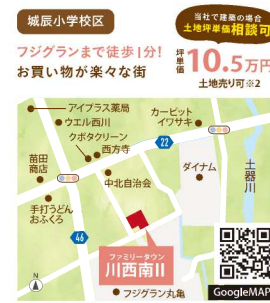 城辰小学校区
当社で建築の場合
土地坪単価相談可
フジグランまで徒歩1分!
お買い物が楽々な街
坪単価
10.5万円
土地売り可※2
アイプラス薬局
ウエル西川
クボタクリーン
西方寺
カーピット
イワサキ
22
苗田
商店
中北自治会
ダイナム
土器川
手打うどん
おふくろ
46
ファミリータウン
川西南II
フジグラン丸亀
N
GoogleMAP